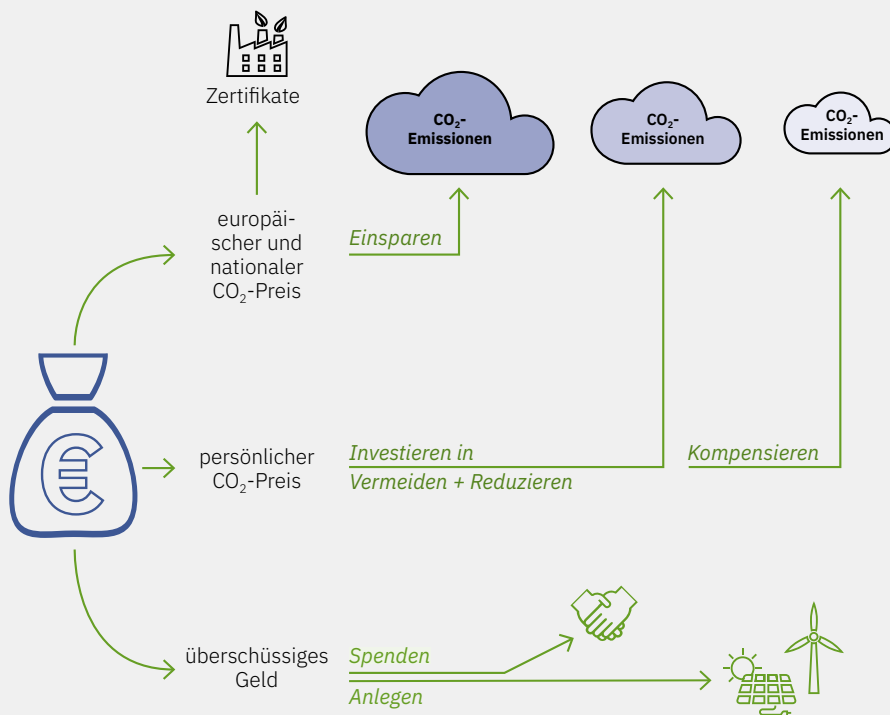 Zertifikate
CO₂-
Emissionen
CO₂-
Emissionen
CO₂-
Emissionen
europäi-
scher und
nationaler
CO₂-Preis
Einsparen
€
persönlicher
CO₂-Preis
Investieren in
Vermeiden + Reduzieren
Kompensieren
überschüssiges
Geld
Spenden
Anlegen